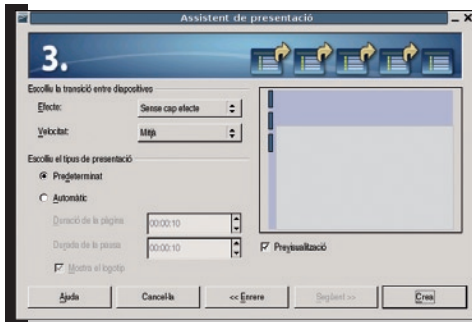 Assistent de presentació
3.
Escolliu la transició entre diapositives
Efecte: Sense cap efecte
Velocitat: Mitjà
Escolliu el tipus de presentació
Predeterminat
Automàtic
Duració de la pàgina 00:00:10
Durada de la pausa 00:00:10
Mostra el logotip
Previsualització
Ajuda Cancel·la << Enrere Següent >> Crea